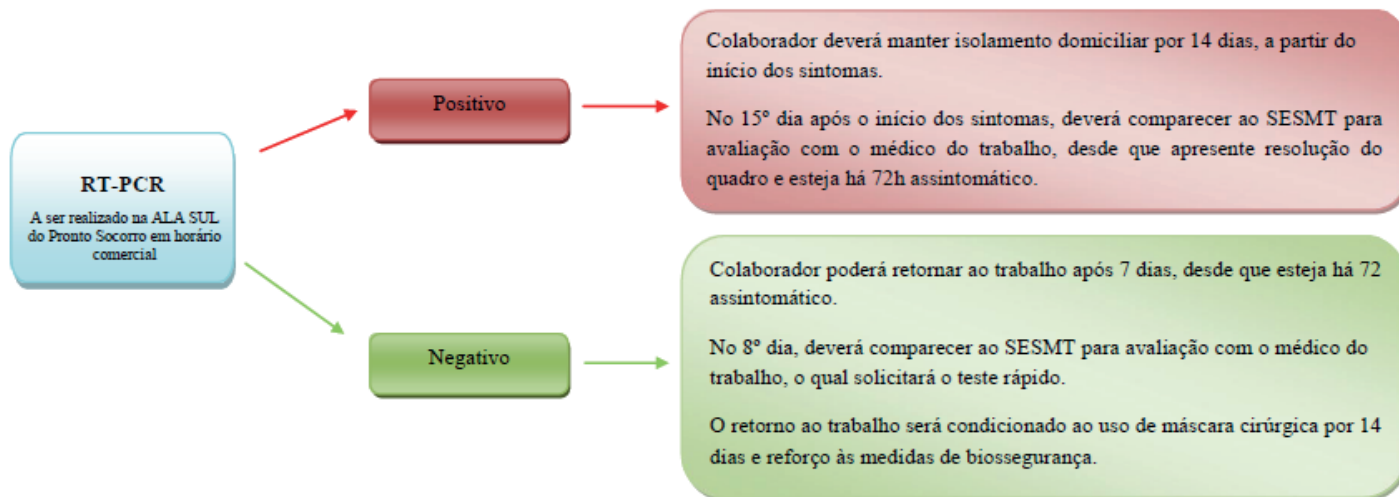 RT-PCR
A ser realizado na ALA SUL
do Pronto Socorro em horário
comercial
Positivo
Colaborador deverá manter isolamento domiciliar por 14 dias, a partir do
início dos sintomas.
No 15º dia após o início dos sintomas, deverá comparecer ao SESMT para
avaliação com o médico do trabalho, desde que apresente resolução do
quadro e esteja há 72h assintomático.
Negativo
Colaborador poderá retornar ao trabalho após 7 dias, desde que esteja há 72
assintomático.
No 8º dia, deverá comparecer ao SESMT para avaliação com o médico do
trabalho, o qual solicitará o teste rápido.
O retorno ao trabalho será condicionado ao uso de máscara cirúrgica por 14
dias e reforço às medidas de biossegurança.